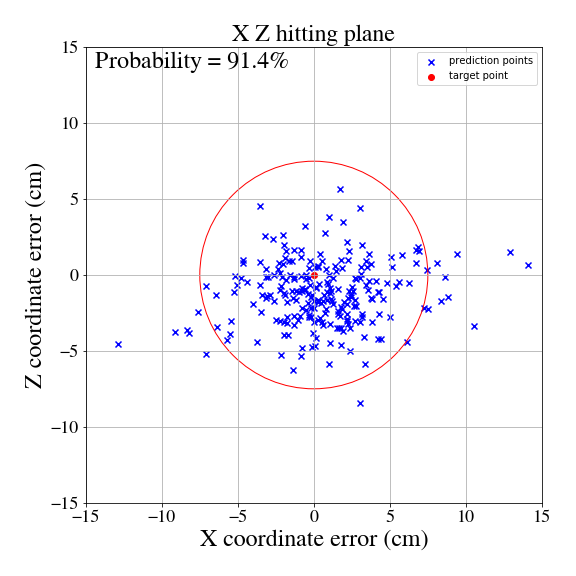 X Z hitting plane
Probability = 91.4%
prediction points
target point
15
10
5
0
−5
−10
−15
Z coordinate error (cm)
−15 −10 −5 0 5 10 15
X coordinate error (cm)